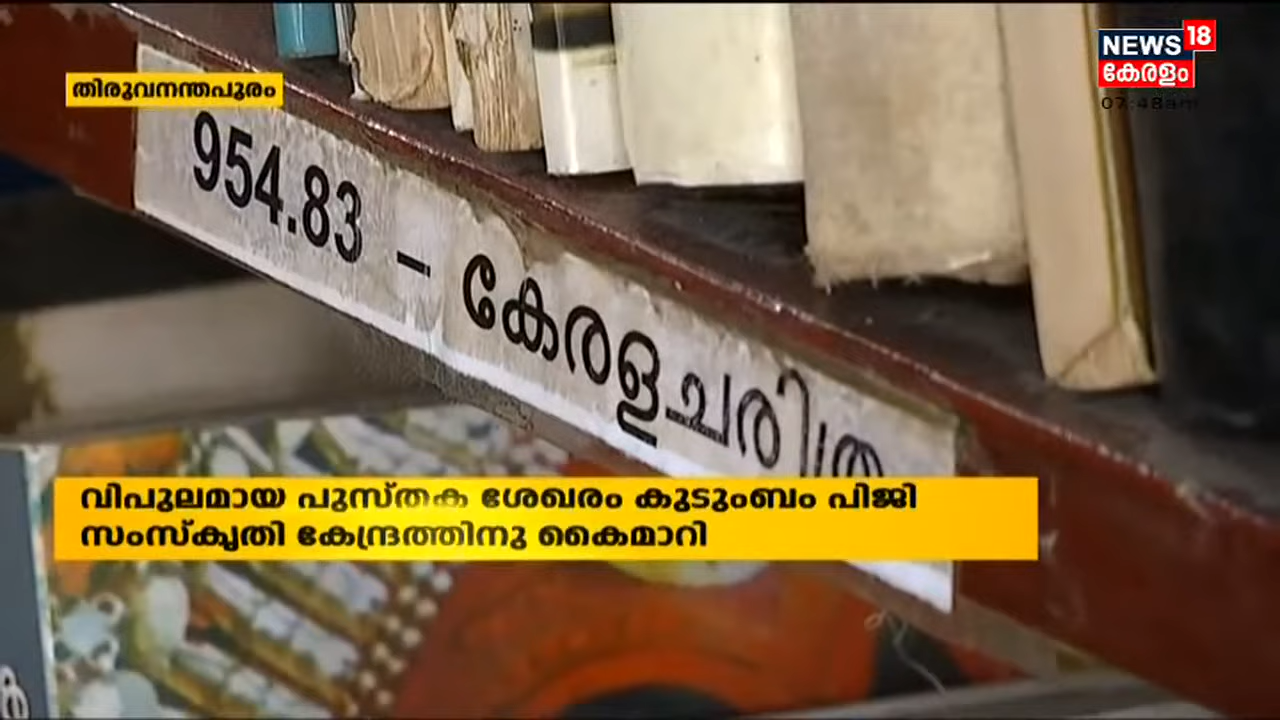 NEWS 18
കേരളം
07:48am
തിരുവനന്തപുരം
954.83 – കേരളചരിത്ര
വിപുലമായ പുസ്തക ശേഖരം കുടുംബം പിജി
സംസ്കൃതി കേന്ദ്രത്തിനു കൈമാറി